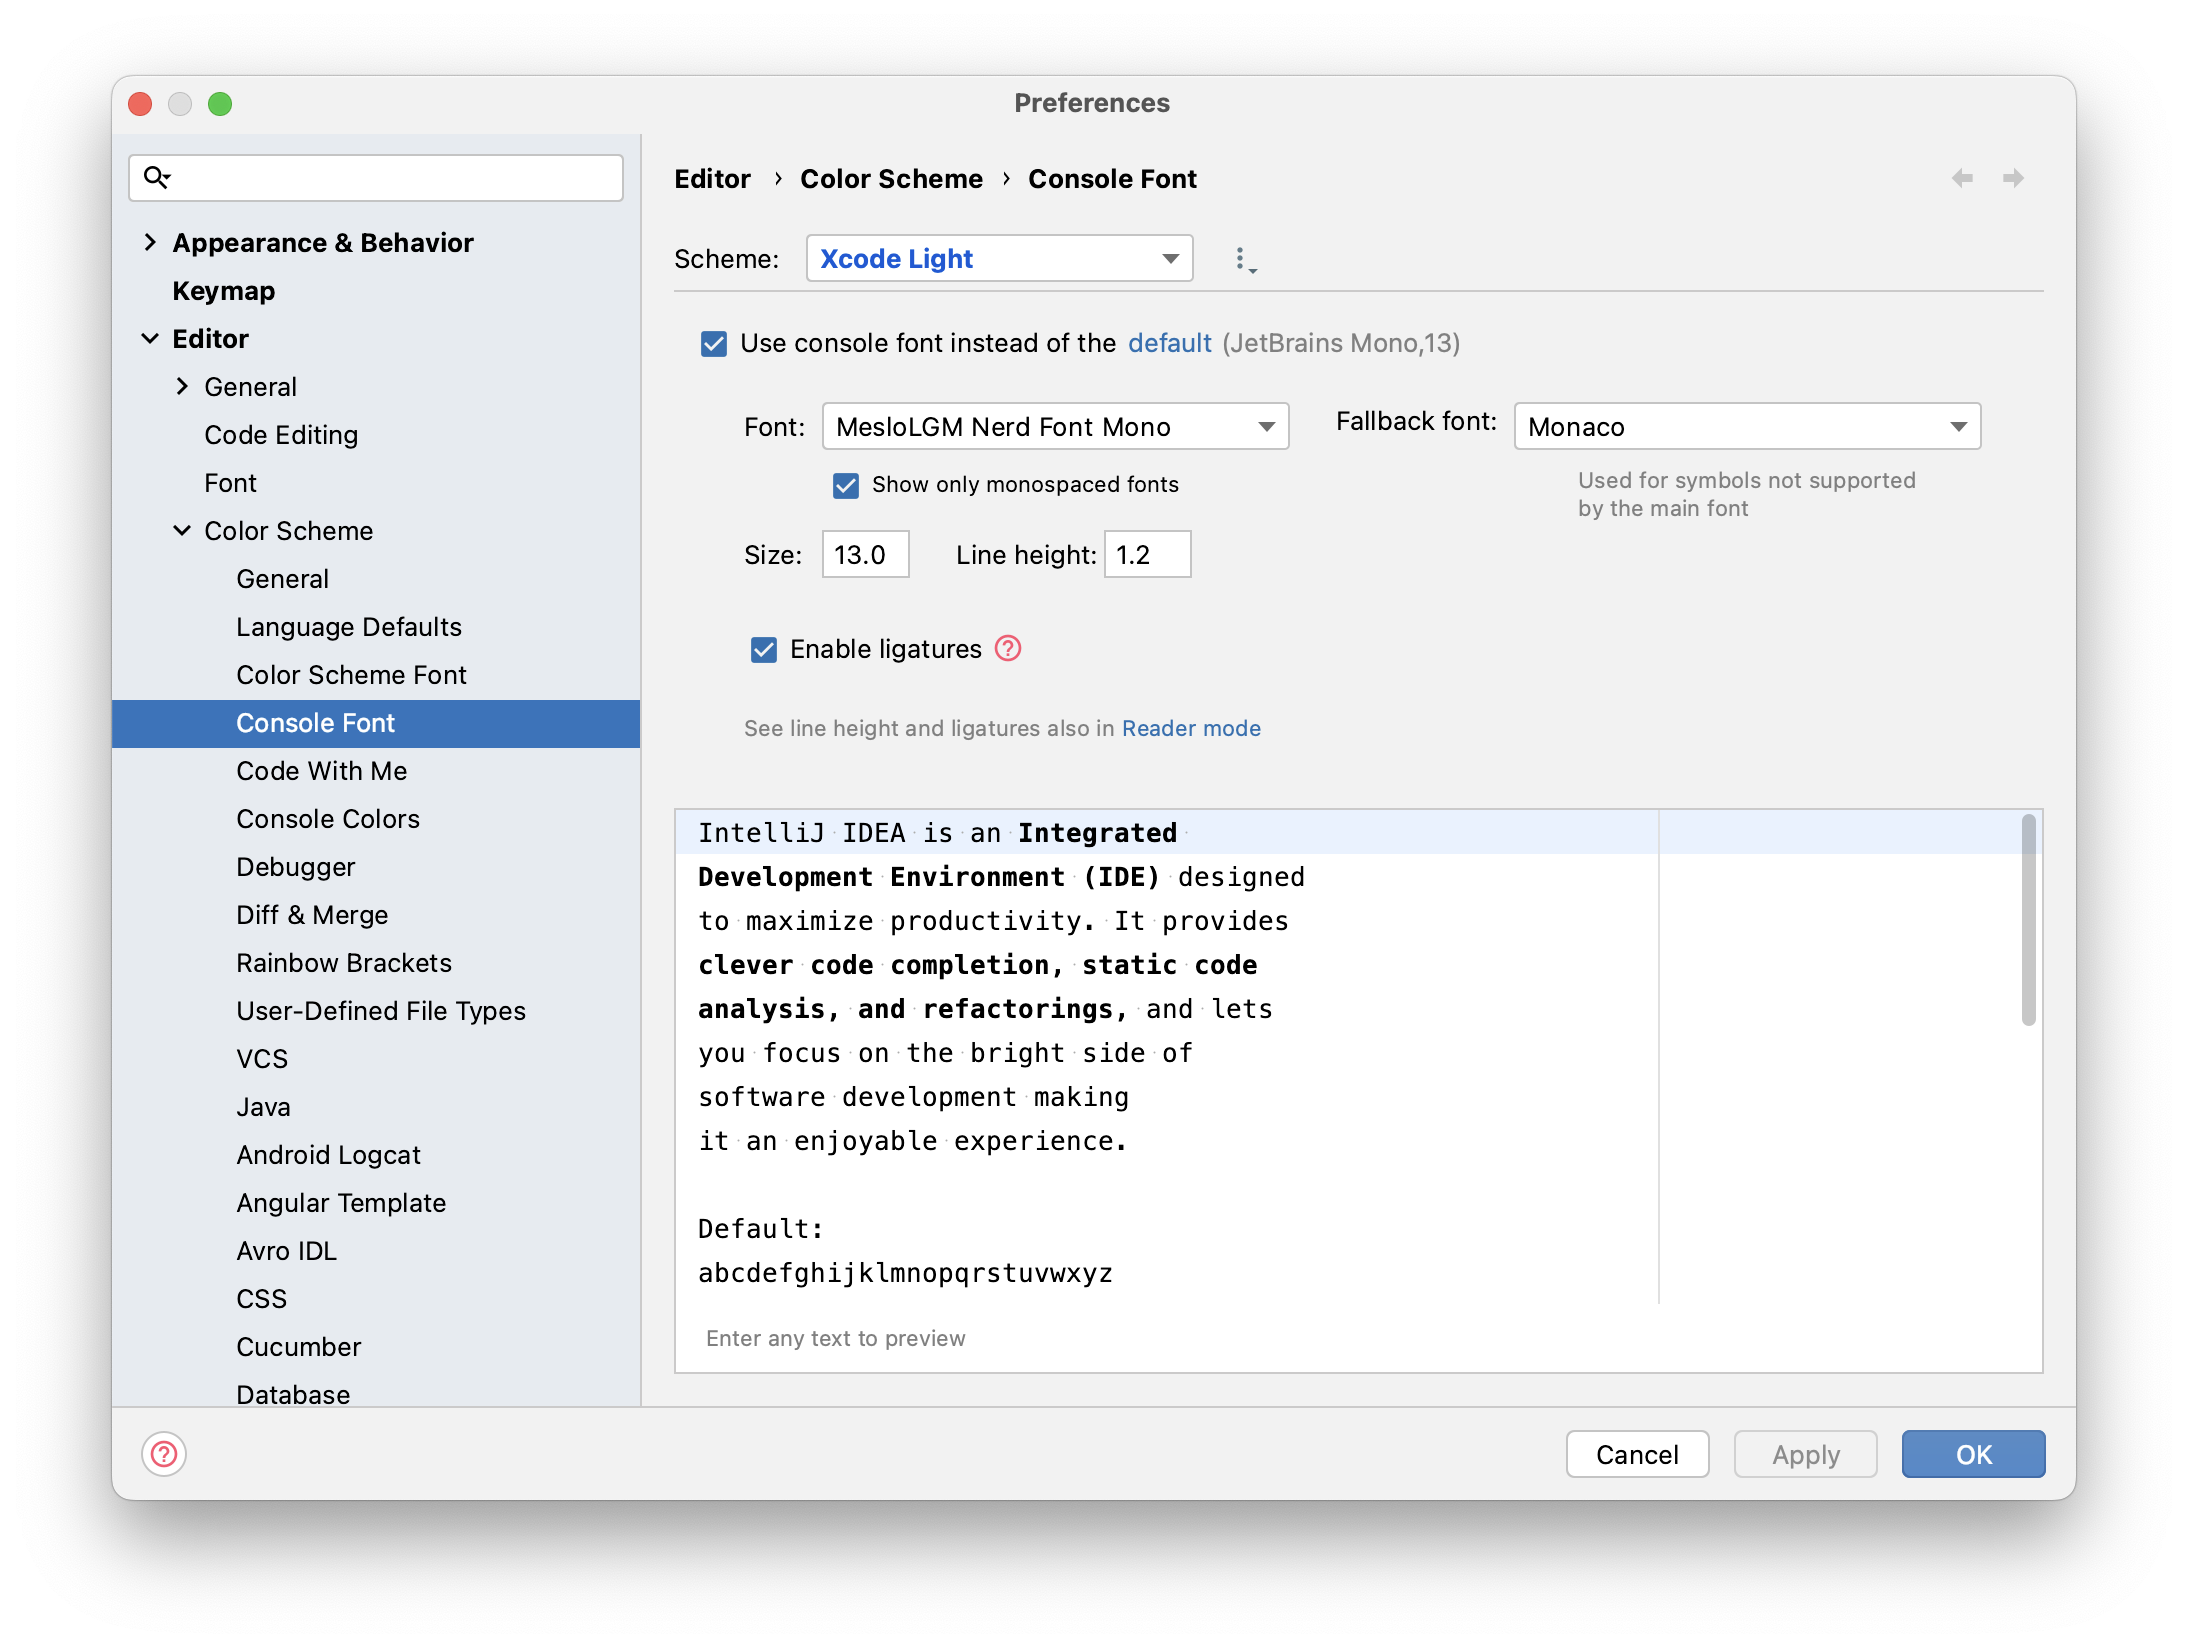 Preferences
Appearance & Behavior
Keymap
Editor
General
Code Editing
Font
Color Scheme
General
Language Defaults
Color Scheme Font
Console Font
Code With Me
Console Colors
Debugger
Diff & Merge
Rainbow Brackets
User-Defined File Types
VCS
Java
Android Logcat
Angular Template
Avro IDL
CSS
Cucumber
Database
Editor › Color Scheme › Console Font
Scheme: Xcode Light
Use console font instead of the default (JetBrains Mono,13)
Font: MesloLGM Nerd Font Mono
Fallback font: Monaco
Show only monospaced fonts
Used for symbols not supported
by the main font
Size: 13.0 Line height: 1.2
Enable ligatures
See line height and ligatures also in Reader mode
IntelliJ IDEA is an Integrated
Development Environment (IDE) designed
to maximize productivity. It provides
clever code completion, static code
analysis, and refactorings, and lets
you focus on the bright side of
software development making
it an enjoyable experience.
Default:
abcdefghijklmnopqrstuvwxyz
Enter any text to preview
Cancel Apply OK